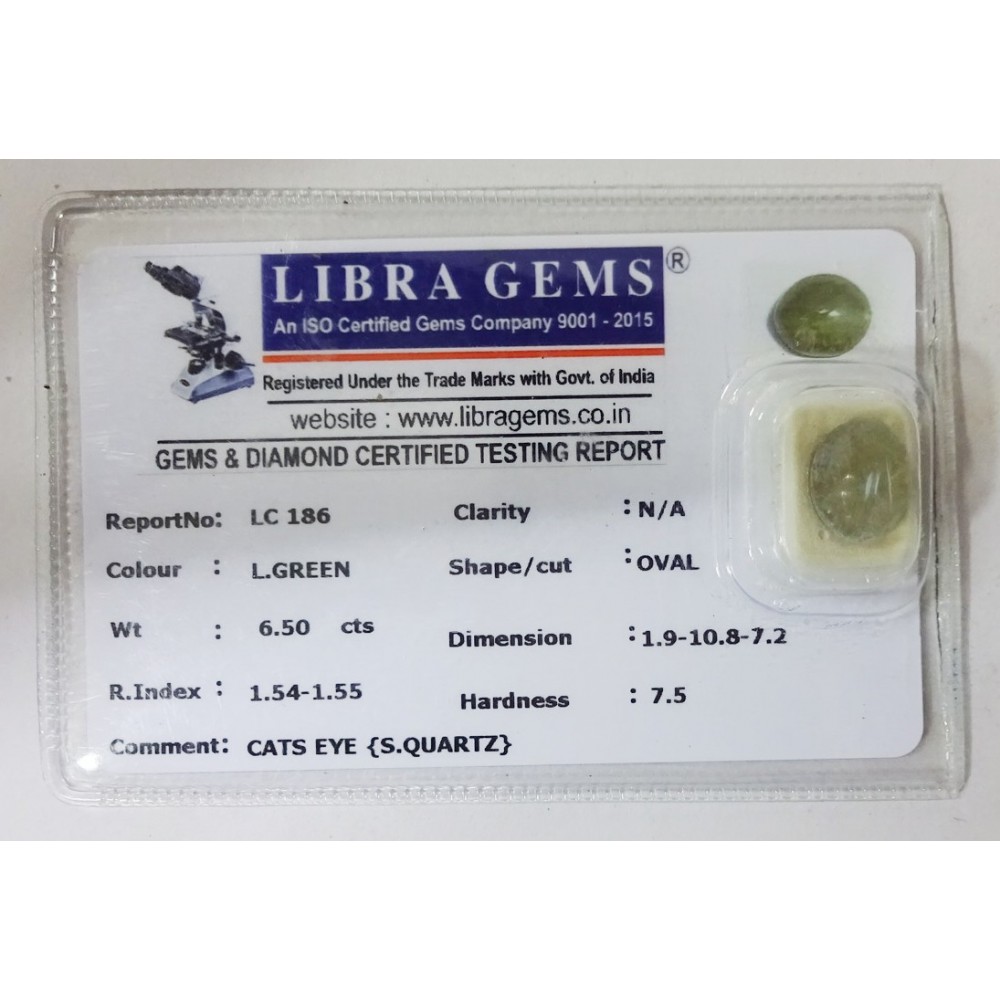 LIBRA GEMS ®
An ISO Certified Gems Company 9001 - 2015
Registered Under the Trade Marks with Govt. of India
website : www.libragems.co.in
GEMS & DIAMOND CERTIFIED TESTING REPORT
ReportNo: LC 186 Clarity : N/A
Colour : L.GREEN Shape/cut : OVAL
Wt : 6.50 cts Dimension : 1.9-10.8-7.2
R.Index : 1.54-1.55 Hardness : 7.5
Comment: CATS EYE {S.QUARTZ}